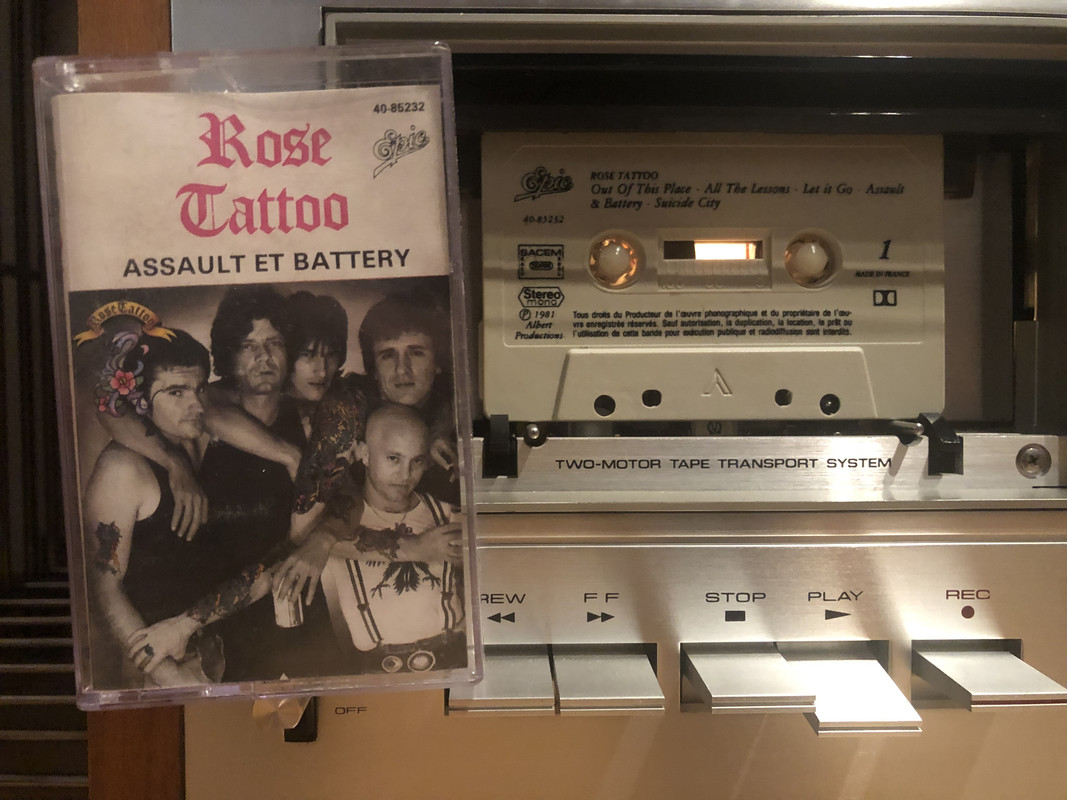 40-85232
Epic
Rose
Tattoo
ASSAULT ET BATTERY
Rose Tattoo
Epic
ROSE TATTOO
Out Of This Place - All The Lessons - Let it Go - Assault
& Battery - Suicide City
40-85232
SACEM
1
MADE IN FRANCE
Stereo
mono
℗ 1981
Albert
Productions
Tous droits du Producteur de l'œuvre phonographique et du propriétaire de l'œu-
vre enregistrée réservés. Sauf autorisation, la duplication, la location, le prêt ou
l'utilisation de cette bande pour exécution publique et radiodiffusion sont interdits.
TWO-MOTOR TAPE TRANSPORT SYSTEM
REW
FF
STOP
PLAY
REC
OFF